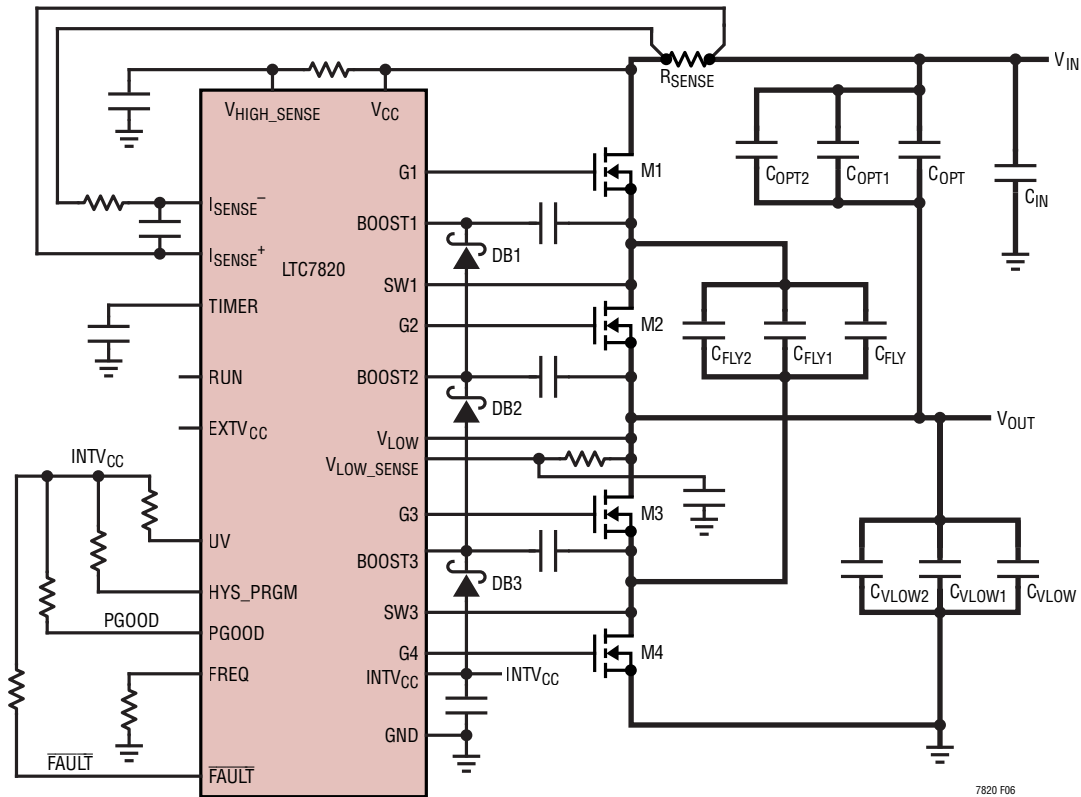 V_IN
R_SENSE
V_HIGH_SENSE
V_CC
C_OPT2
C_OPT1
C_OPT
C_IN
G1
M1
I_SENSE^-
BOOST1
DB1
I_SENSE^+
LTC7820
SW1
TIMER
G2
M2
C_FLY2
C_FLY1
C_FLY
RUN
BOOST2
DB2
EXTV_CC
V_LOW
V_OUT
INTV_CC
V_LOW_SENSE
G3
M3
UV
BOOST3
DB3
HYS_PRGM
C_VLOW2
C_VLOW1
C_VLOW
SW3
PGOOD
PGOOD
G4
M4
FREQ
INTV_CC
INTV_CC
GND
FAULT
FAULT
7820 F06